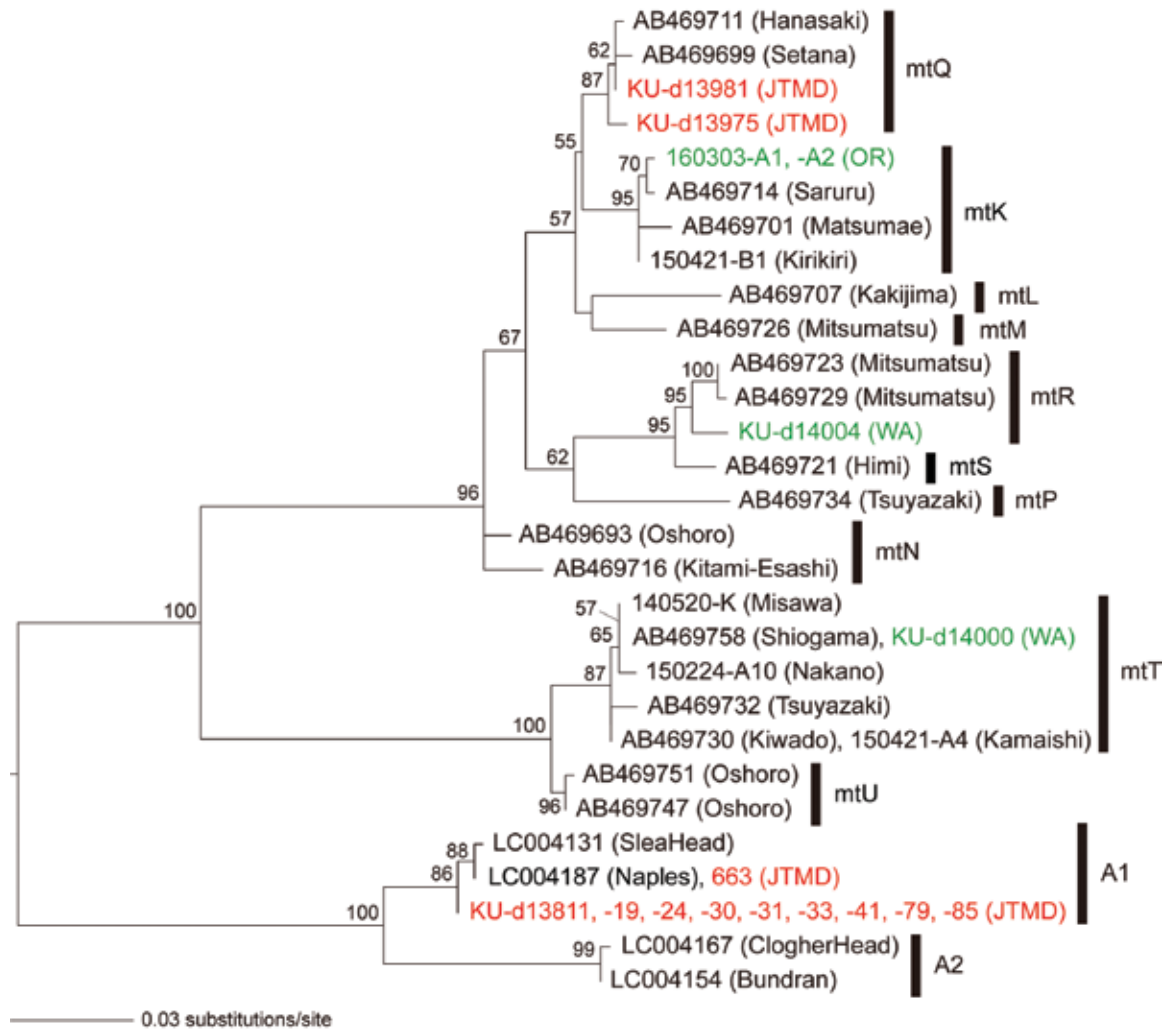 AB469711 (Hanasaki)
62
AB469699 (Setana)
mtQ
87
KU-d13981 (JTMD)
KU-d13975 (JTMD)
55
160303-A1, -A2 (OR)
70
AB469714 (Saruru)
95
mtK
57
AB469701 (Matsumae)
150421-B1 (Kirikiri)
AB469707 (Kakijima)
mtL
67
AB469726 (Mitsumatsu)
mtM
AB469723 (Mitsumatsu)
100
95
AB469729 (Mitsumatsu)
mtR
95
KU-d14004 (WA)
62
AB469721 (Himi)
mtS
96
AB469734 (Tsuyazaki)
mtP
AB469693 (Oshoro)
mtN
AB469716 (Kitami-Esashi)
100
140520-K (Misawa)
57
65
AB469758 (Shiogama), KU-d14000 (WA)
87
150224-A10 (Nakano)
mtT
AB469732 (Tsuyazaki)
100
AB469730 (Kiwado), 150421-A4 (Kamaishi)
AB469751 (Oshoro)
mtU
96
AB469747 (Oshoro)
LC004131 (SleaHead)
88
86
LC004187 (Naples), 663 (JTMD)
A1
KU-d13811, -19, -24, -30, -31, -33, -41, -79, -85 (JTMD)
100
99
LC004167 (ClogherHead)
A2
LC004154 (Bundran)
0.03 substitutions/site